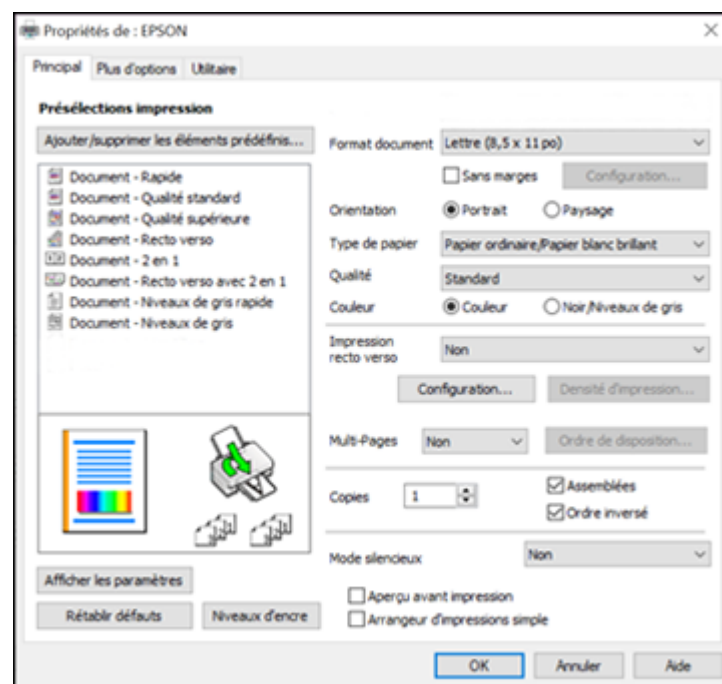 Propriétés de : EPSON
Principal Plus d'options Utilitaire
Présélections impression
Ajouter/supprimer les éléments prédéfinis...
Document - Rapide
Document - Qualité standard
Document - Qualité supérieure
Document - Recto verso
Document - 2 en 1
Document - Recto verso avec 2 en 1
Document - Niveaux de gris rapide
Document - Niveaux de gris
Afficher les paramètres
Rétablir défauts Niveaux d'encre
Format document Lettre (8,5 x 11 po)
Sans marges Configuration...
Orientation Portrait Paysage
Type de papier Papier ordinaire/Papier blanc brillant
Qualité Standard
Couleur Couleur Noir/Niveaux de gris
Impression
recto verso Non
Configuration... Densité d'impression...
Multi-Pages Non Ordre de disposition...
Copies 1 Assemblées
Ordre inversé
Mode silencieux Non
Aperçu avant impression
Arrangeur d'impressions simple
OK Annuler Aide